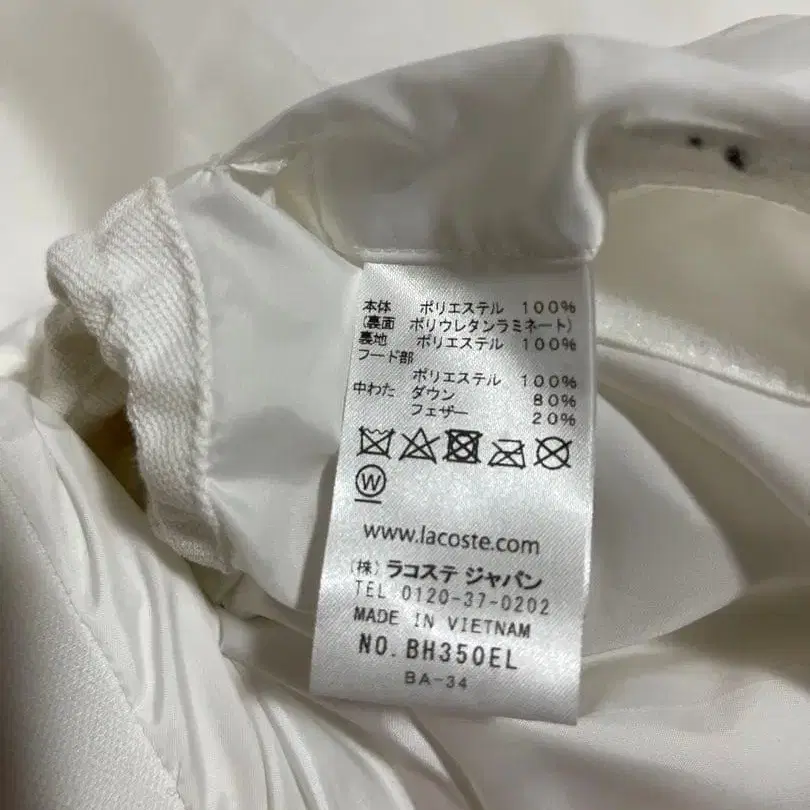 本体 ポリエステル 100%
(裏面 ポリウレタンラミネート)
裏地 ポリエステル 100%
フード部
ポリエステル 100%
中わた ダウン 80%
フェザー 20%
W
www.lacoste.com
(株) ラコステ ジャパン
TEL 0120-37-0202
MADE IN VIETNAM
NO. BH350EL
BA-34